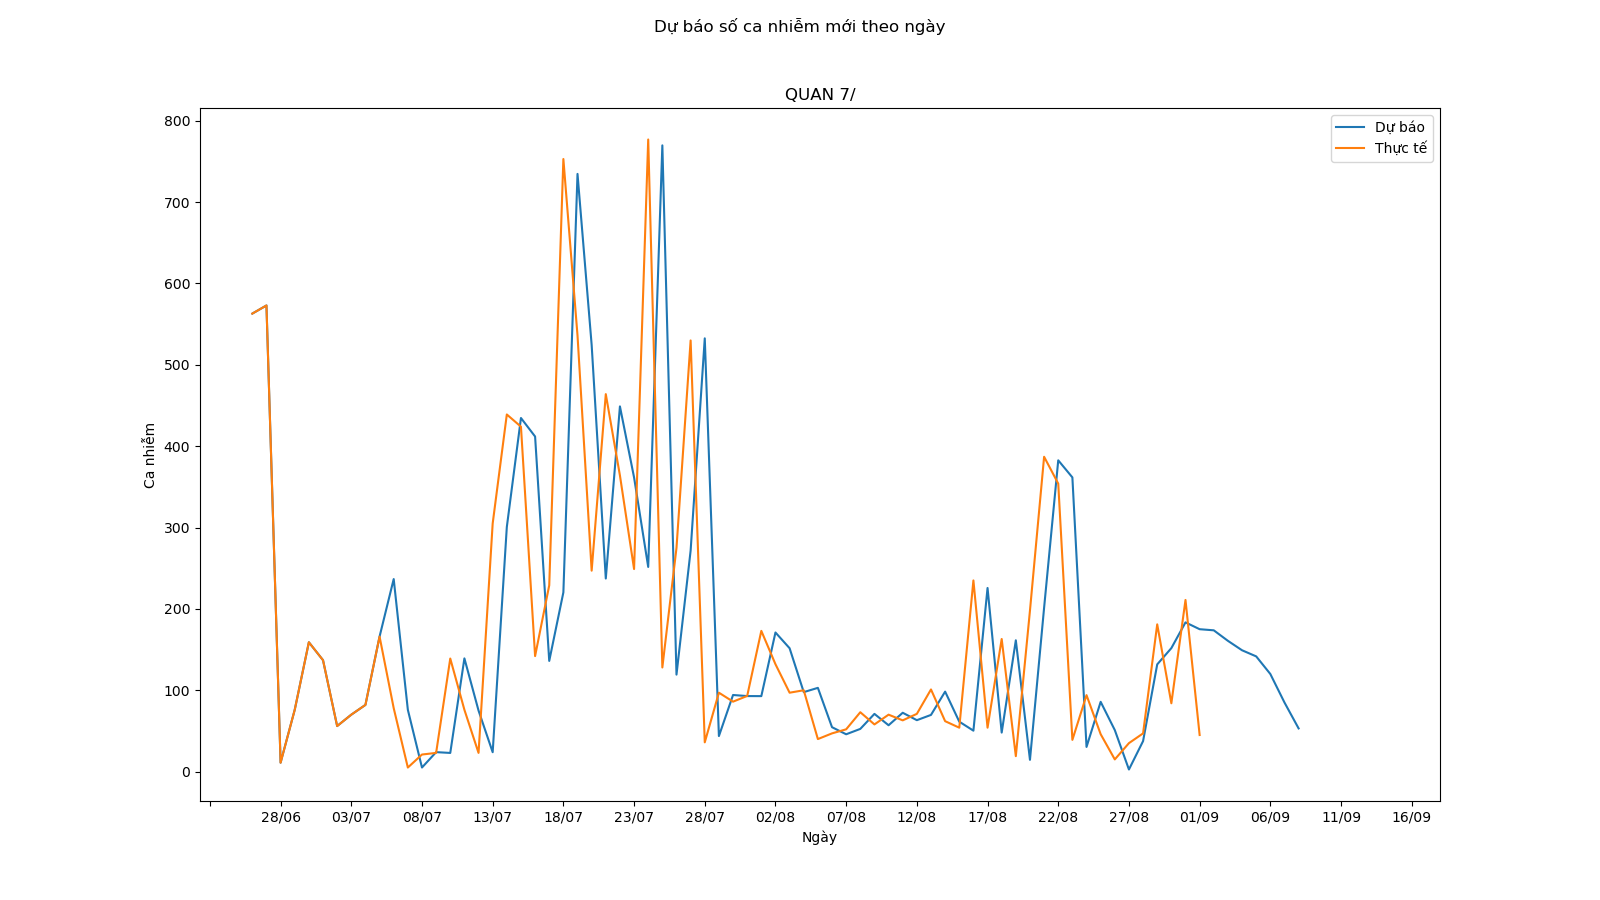 Dự báo số ca nhiễm mới theo ngày
QUAN 7/
Dự báo
Thực tế
800
700
600
500
400
300
200
100
0
Ca nhiễm
28/06 03/07 08/07 13/07 18/07 23/07 28/07 02/08 07/08 12/08 17/08 22/08 27/08 01/09 06/09 11/09 16/09
Ngày